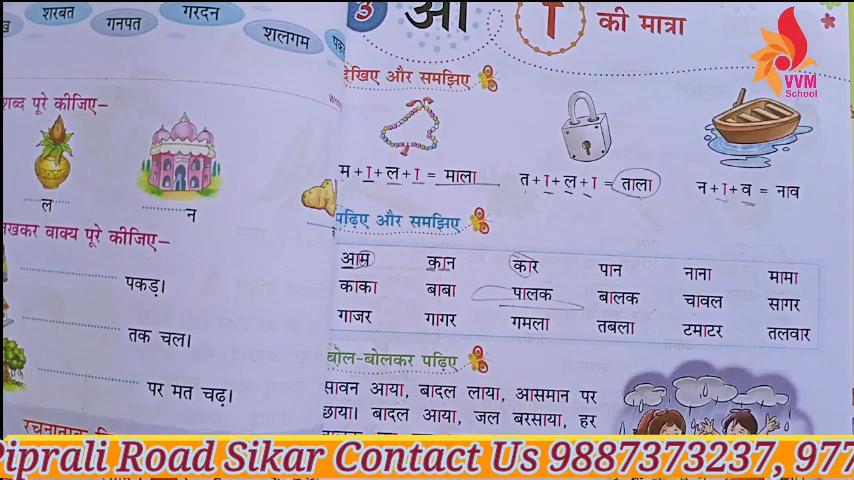 शरबत
गनपत
गरदन
शलगम
शब्द पूरे कीजिए–
ल
न
वाक्य पूरे कीजिए–
पकड़।
तक चल।
पर मत चढ़।
3 आ ा की मात्रा
VVM
School
देखिए और समझिए
म + ा + ल + ा = माला
त + ा + ल + ा = ताला
न + ा + व = नाव
पढ़िए और समझिए
आम कान कार पान नाना मामा
काका बाबा पालक बालक चावल सागर
गाजर गागर गमला तबला टमाटर तलवार
बोल-बोलकर पढ़िए
सावन आया, बादल लाया, आसमान पर
छाया। बादल आया, जल बरसाया, हर
Piprali Road Sikar Contact Us 9887373237, 977